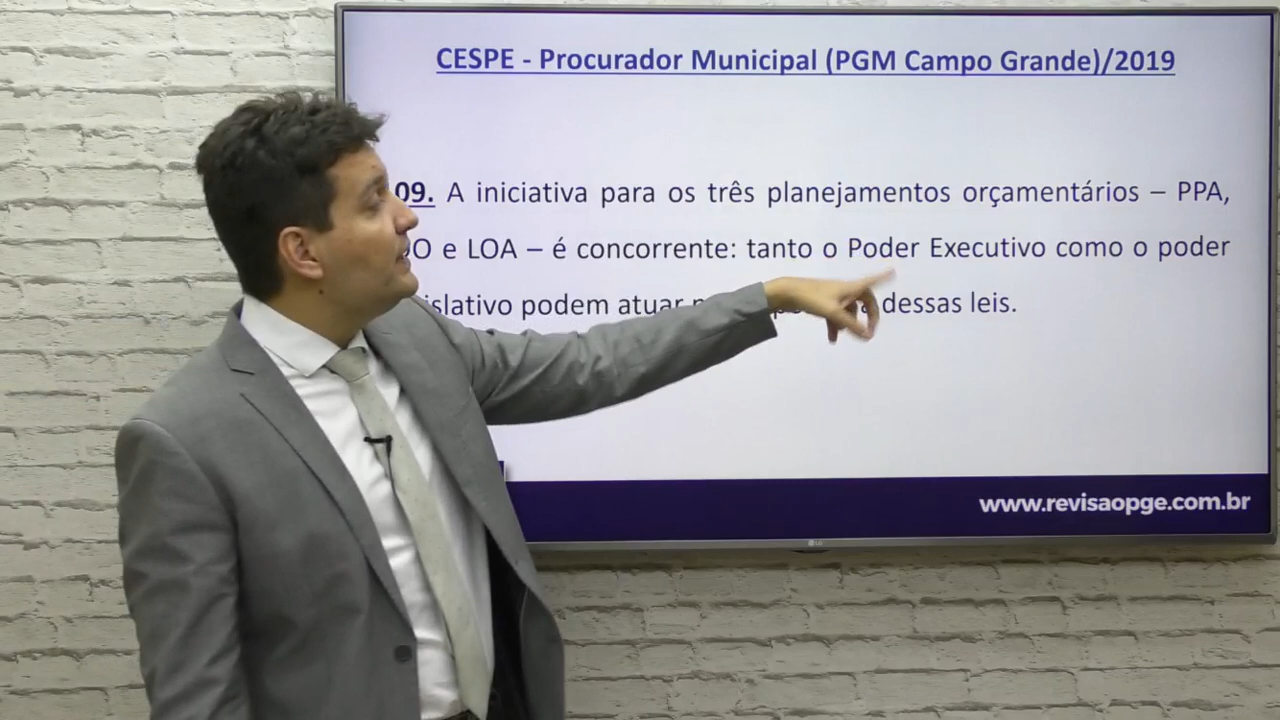 CESPE - Procurador Municipal (PGM Campo Grande)/2019
09. A iniciativa para os três planejamentos orçamentários – PPA,
e LOA – é concorrente: tanto o Poder Executivo como o poder
podem atuar dessas leis.
www.revisaopge.com.br
LG